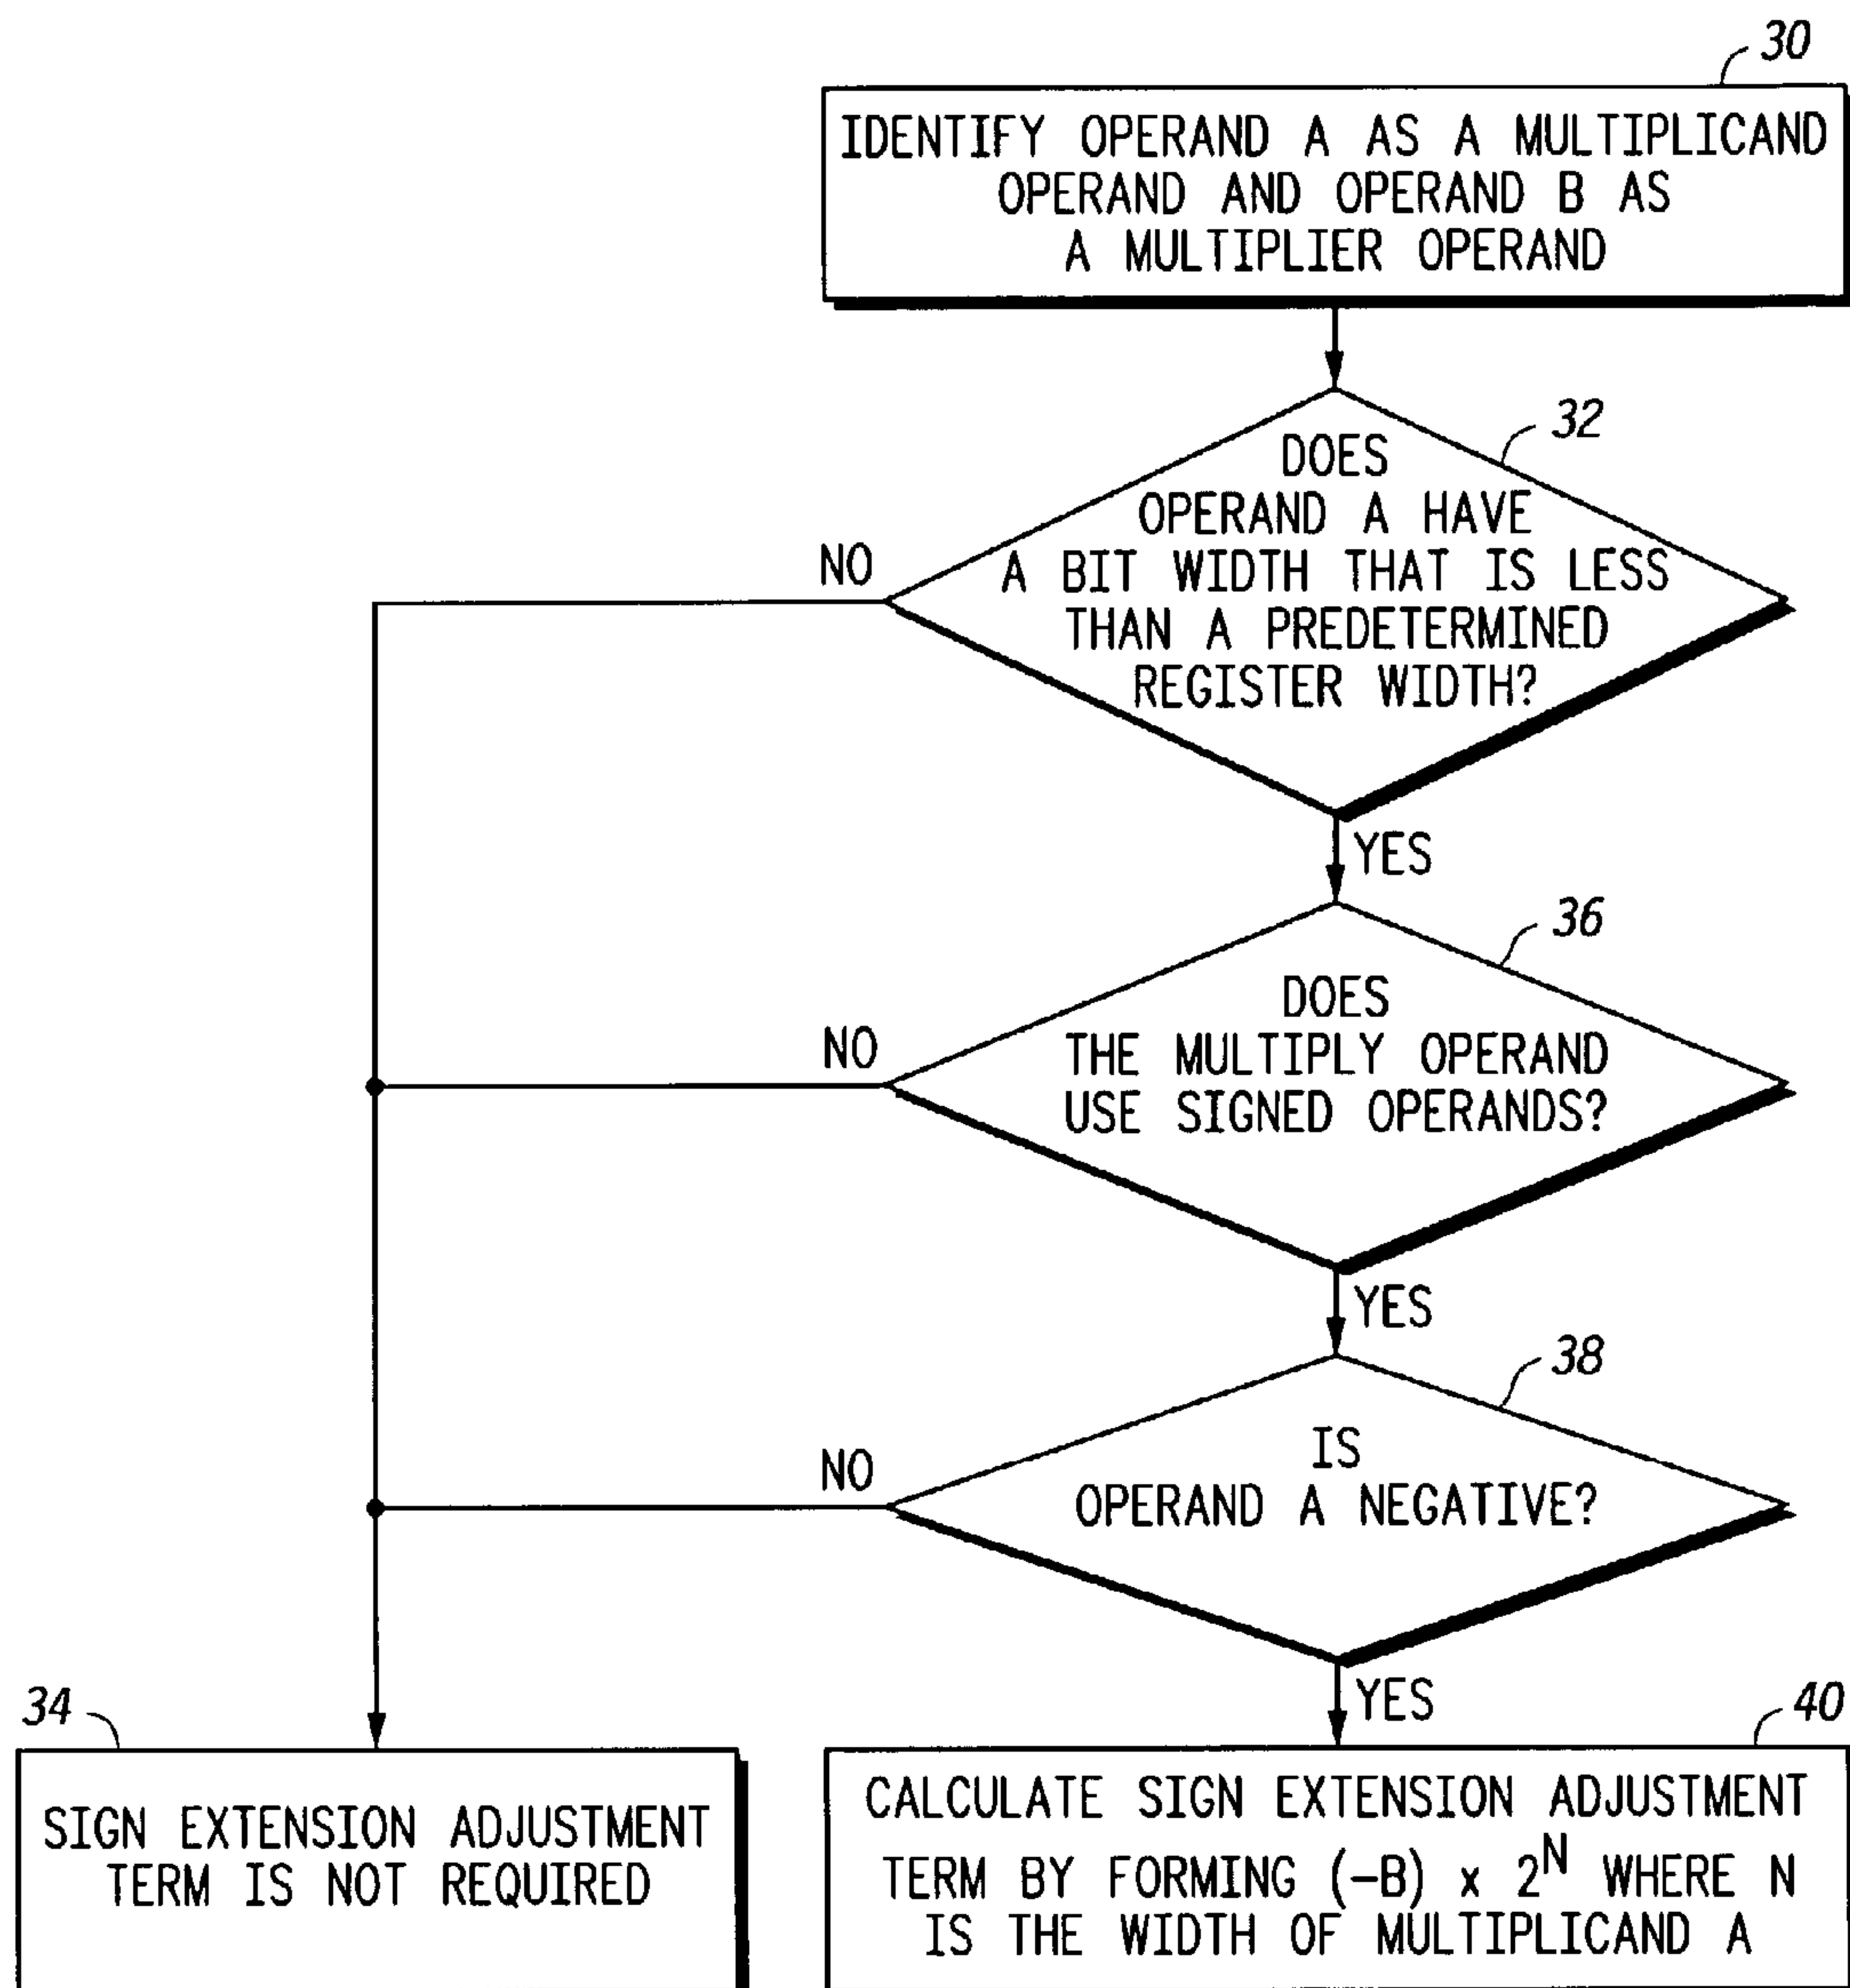 30
IDENTIFY OPERAND A AS A MULTIPLICAND
OPERAND AND OPERAND B AS
A MULTIPLIER OPERAND
32
DOES
OPERAND A HAVE
A BIT WIDTH THAT IS LESS
THAN A PREDETERMINED
REGISTER WIDTH?
NO
YES
36
DOES
THE MULTIPLY OPERAND
USE SIGNED OPERANDS?
NO
YES
38
IS
OPERAND A NEGATIVE?
NO
YES
34
SIGN EXTENSION ADJUSTMENT
TERM IS NOT REQUIRED
40
CALCULATE SIGN EXTENSION ADJUSTMENT
TERM BY FORMING (−B) x 2^N WHERE N
IS THE WIDTH OF MULTIPLICAND A